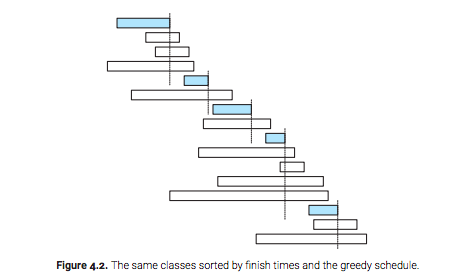 Figure 4.2. The same classes sorted by finish times and the greedy schedule.